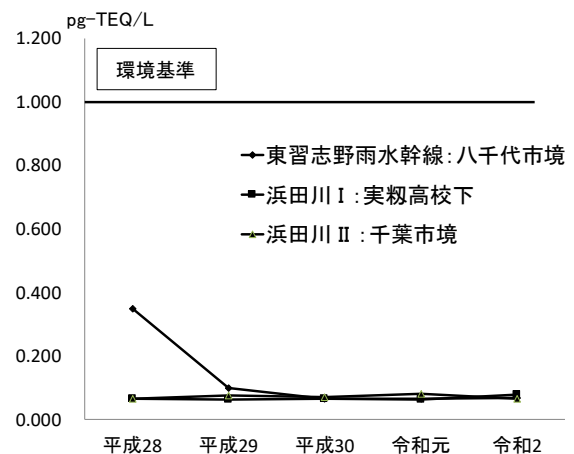 pg-TEQ/L
1.200
環境基準
1.000
0.800
東習志野雨水幹線：八千代市境
浜田川Ⅰ：実籾高校下
浜田川Ⅱ：千葉市境
0.600
0.400
0.200
0.000
平成28 平成29 平成30 令和元 令和2